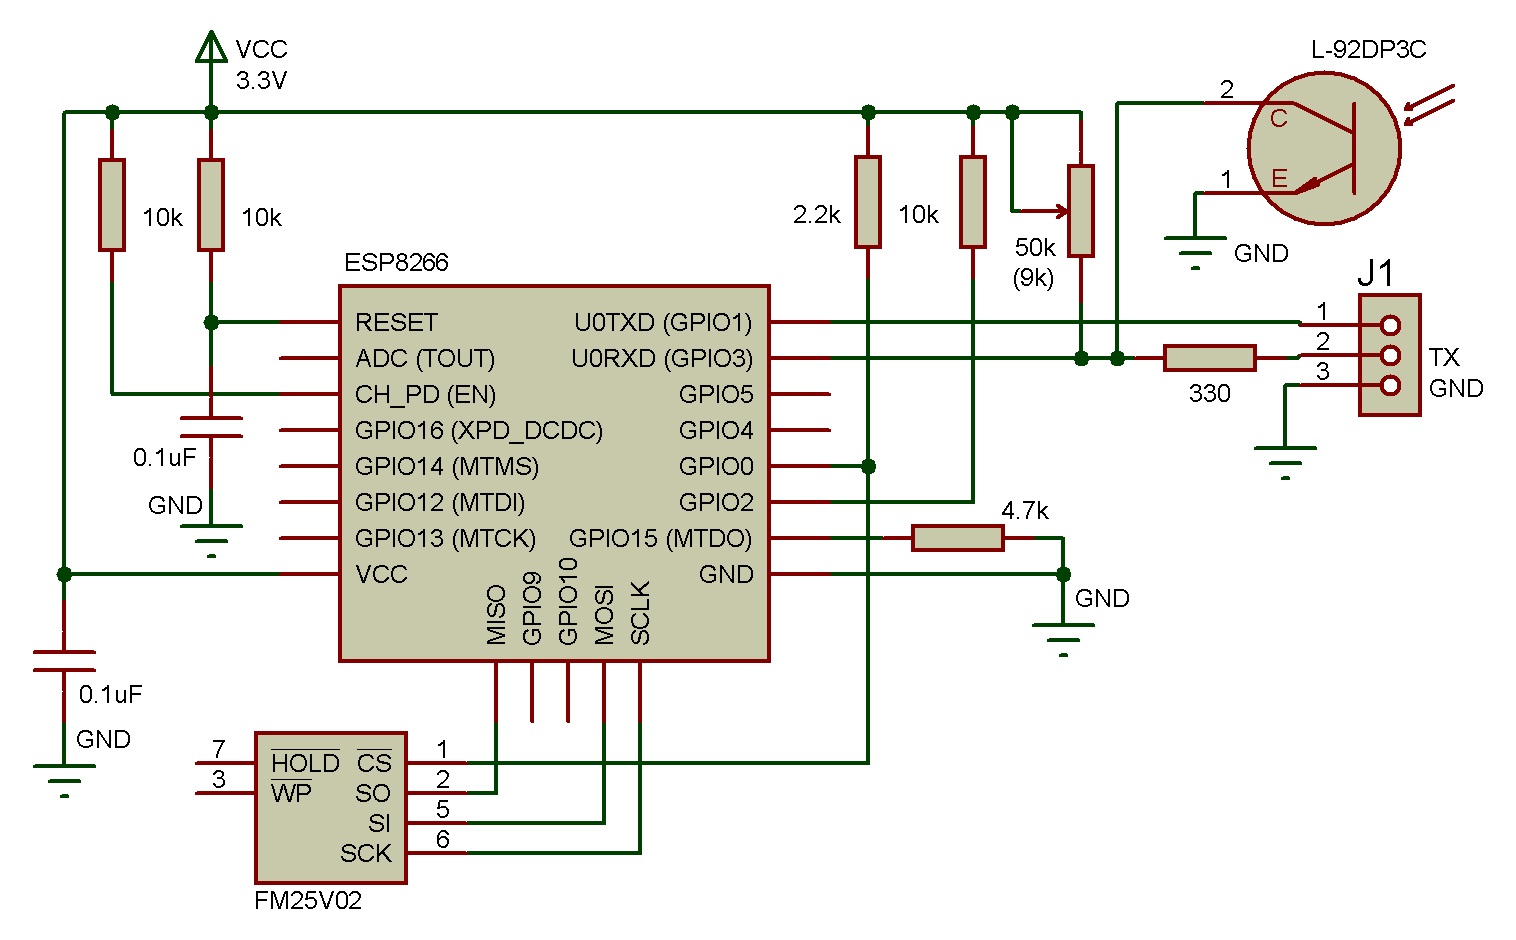 VCC
3.3V
L-92DP3C
2
C
1
E
GND
10k
10k
2.2k
10k
50k
(9k)
ESP8266
RESET
ADC (TOUT)
CH_PD (EN)
GPIO16 (XPD_DCDC)
GPIO14 (MTMS)
GPIO12 (MTDI)
GPIO13 (MTCK)
VCC
U0TXD (GPIO1)
U0RXD (GPIO3)
GPIO5
GPIO4
GPIO0
GPIO2
GPIO15 (MTDO)
GND
MISO
GPIO9
GPIO10
MOSI
SCLK
J1
1
2
3
TX
GND
330
0.1uF
GND
4.7k
GND
0.1uF
GND
7
3
HOLD
WP
CS
SO
SI
SCK
1
2
5
6
FM25V02